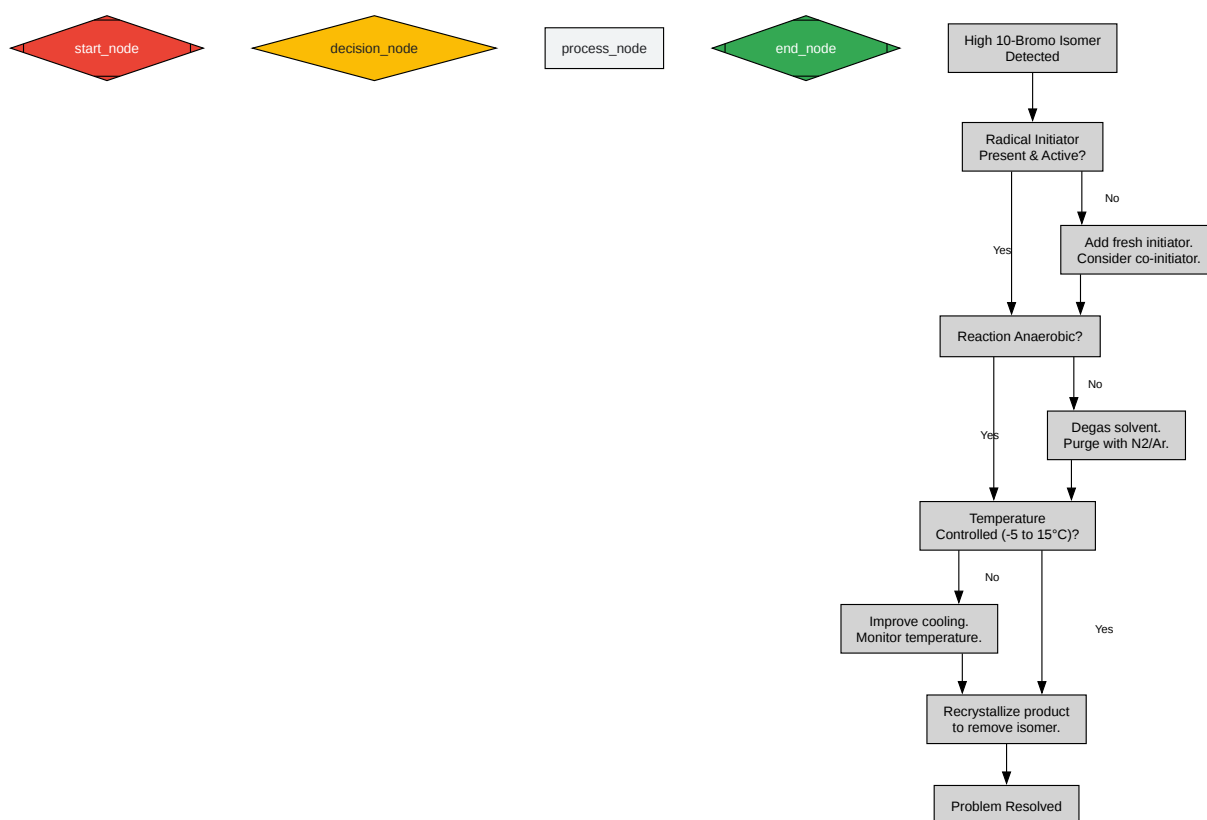 start_node
decision_node
process_node
end_node
High 10-Bromo Isomer
Detected
Radical Initiator
Present & Active?
No
Yes
Add fresh initiator.
Consider co-initiator.
Reaction Anaerobic?
No
Yes
Degas solvent.
Purge with N2/Ar.
Temperature
Controlled (-5 to 15°C)?
No
Improve cooling.
Monitor temperature.
Yes
Recrystallize product
to remove isomer.
Problem Resolved